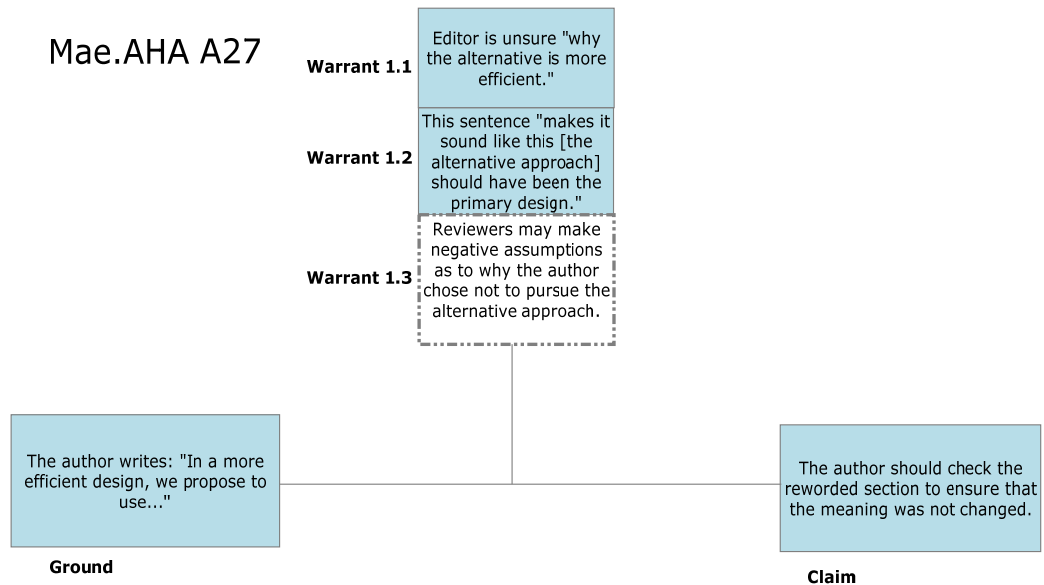 Mae.AHA A27
Warrant 1.1
Editor is unsure "why
the alternative is more
efficient."
Warrant 1.2
This sentence "makes it
sound like this [the
alternative approach]
should have been the
primary design."
Warrant 1.3
Reviewers may make
negative assumptions
as to why the author
chose not to pursue the
alternative approach.
The author writes: "In a more
efficient design, we propose to
use..."
Ground
The author should check the
reworded section to ensure that
the meaning was not changed.
Claim